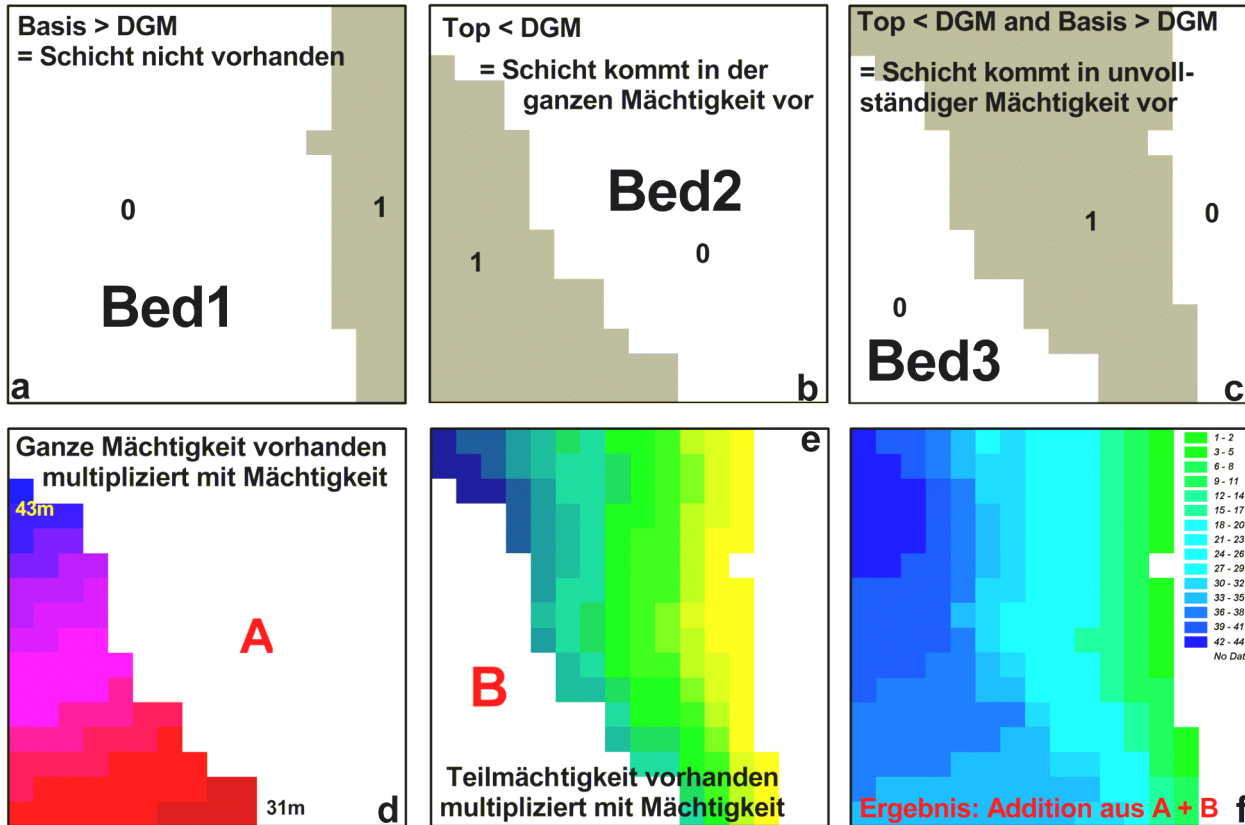 Basis > DGM
= Schicht nicht vorhanden
0
1
Bed1
a
Top < DGM
= Schicht kommt in der
ganzen Mächtigkeit vor
Bed2
1
0
b
Top < DGM and Basis > DGM
= Schicht kommt in unvoll-
ständiger Mächtigkeit vor
0
1
0
Bed3
c
Ganze Mächtigkeit vorhanden
multipliziert mit Mächtigkeit
43m
A
31m
d
e
B
Teilmächtigkeit vorhanden
multipliziert mit Mächtigkeit
1 - 2
3 - 5
6 - 8
9 - 11
12 - 14
15 - 17
18 - 20
21 - 23
24 - 26
27 - 29
30 - 32
33 - 35
36 - 38
39 - 41
42 - 44
No Dat
Ergebnis: Addition aus A + B
f